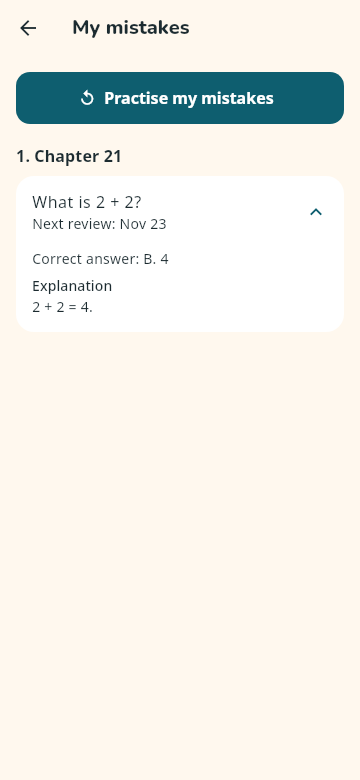 My mistakes
Practise my mistakes
1. Chapter 21
What is 2 + 2?
Next review: Nov 23
Correct answer: B. 4
Explanation
2 + 2 = 4.